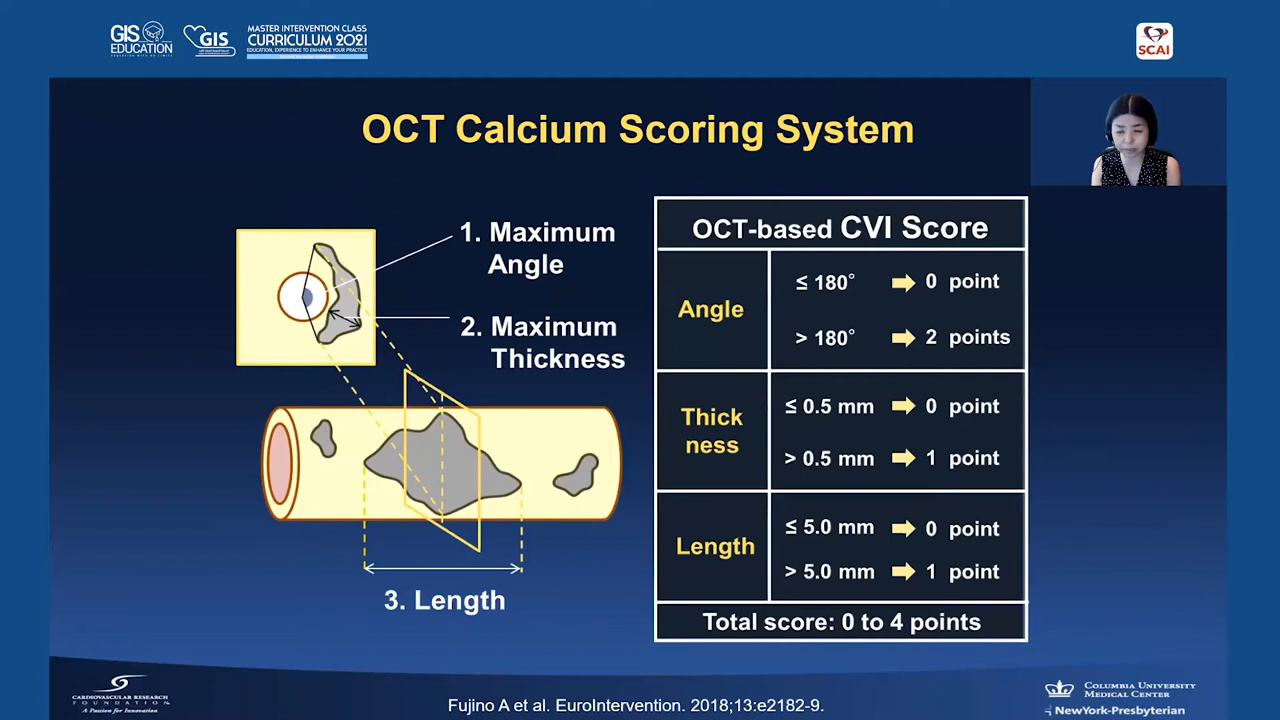 GIS
EDUCATION
GIS
MASTER INTERVENTION CLASS
CURRICULUM 2021
EDUCATION, EXPERIENCE TO ENHANCE YOUR PRACTICE
SCAI
OCT Calcium Scoring System
1. Maximum
Angle
2. Maximum
Thickness
3. Length
OCT-based CVI Score
Angle
≤ 180° 0 point
> 180° 2 points
Thick
ness
≤ 0.5 mm 0 point
> 0.5 mm 1 point
Length
≤ 5.0 mm 0 point
> 5.0 mm 1 point
Total score: 0 to 4 points
CARDIOVASCULAR RESEARCH
FOUNDATION
A Passion for Innovation
Fujino A et al. EuroIntervention. 2018;13:e2182-9.
COLUMBIA UNIVERSITY
MEDICAL CENTER
NewYork-Presbyterian